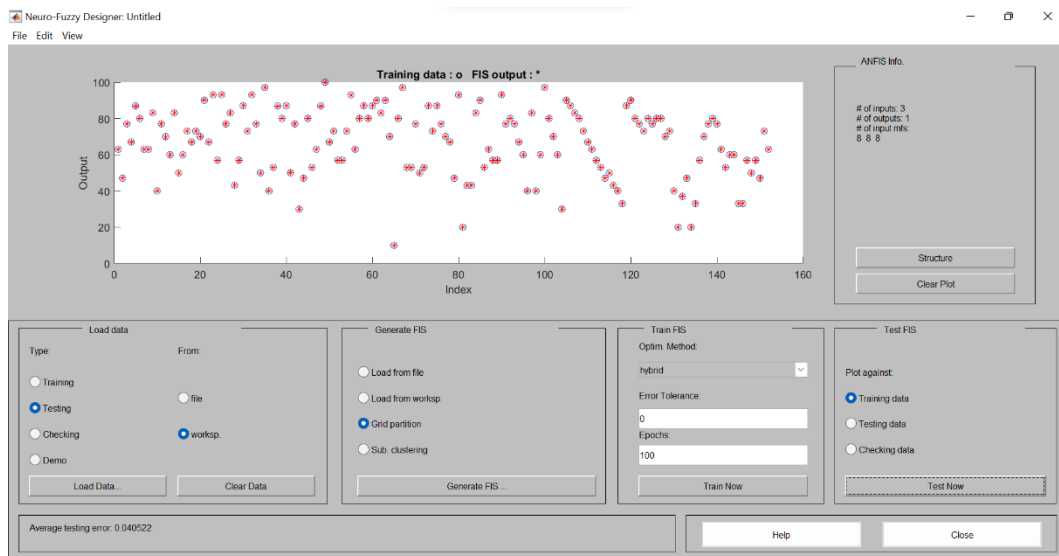 Neuro-Fuzzy Designer: Untitled
File Edit View
Training data : o FIS output : *
100
80
60
40
20
0
Output
0 20 40 60 80 100 120 140 160
Index
ANFIS Info.
# of inputs: 3
# of outputs: 1
# of input mfs:
8 8 8
Structure
Clear Plot
Load data
Type:
From:
Training
Testing
Checking
Demo
file
worksp.
Load Data...
Clear Data
Generate FIS
Load from file
Load from worksp.
Grid partition
Sub. clustering
Generate FIS ...
Train FIS
Optim. Method:
hybrid
Error Tolerance:
0
Epochs:
100
Train Now
Test FIS
Plot against:
Training data
Testing data
Checking data
Test Now
Average testing error: 0.040522
Help
Close